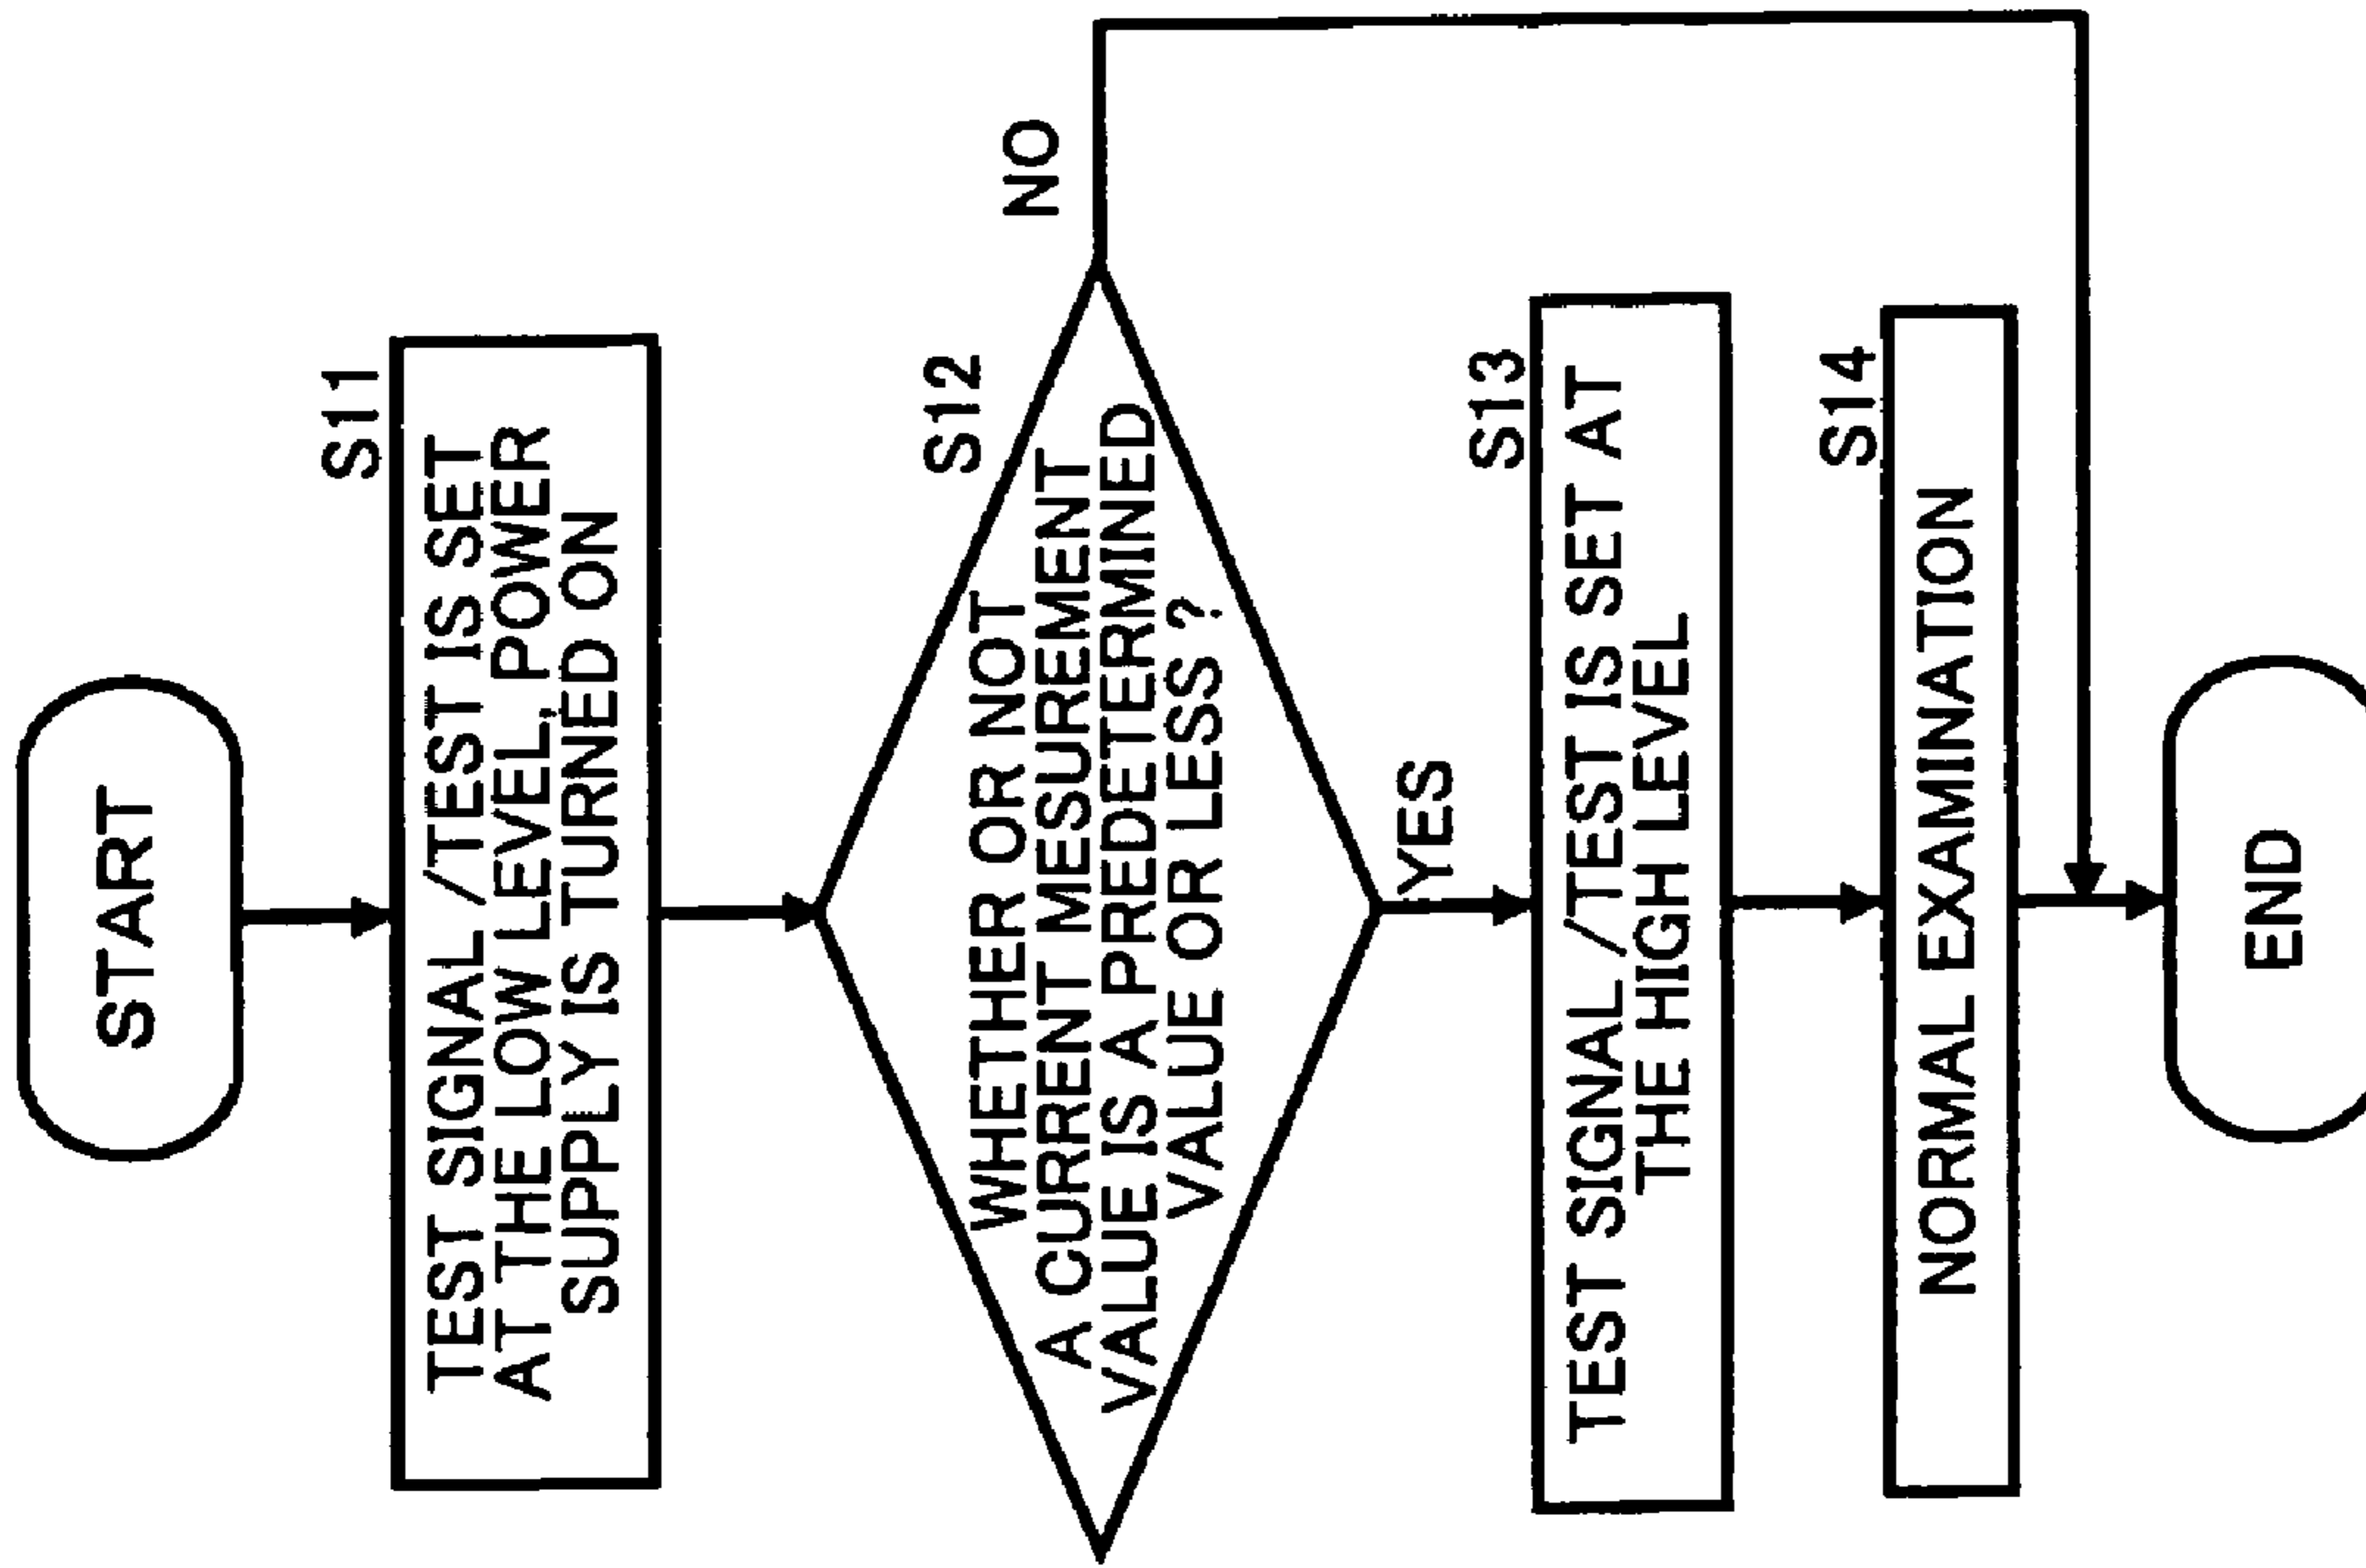 START
S11
TEST SIGNAL /TEST IS SET
AT THE LOW LEVEL, POWER
SUPPLY IS TURNED ON
S12
WHETHER OR NOT
A CURRENT MESUREMENT
VALUE IS A PREDETERMINED
VALUE OR LESS ?
NO
YES
S13
TEST SIGNAL /TEST IS SET AT
THE HIGH LEVEL
S14
NORMAL EXAMINATION
END